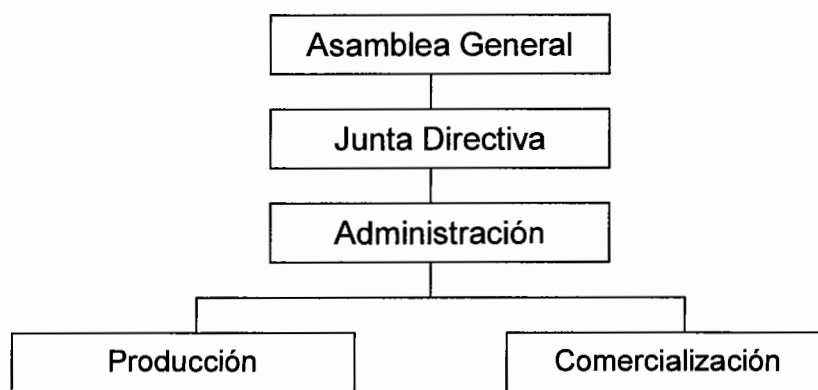 Asamblea General
Junta Directiva
Administración
Producción
Comercialización